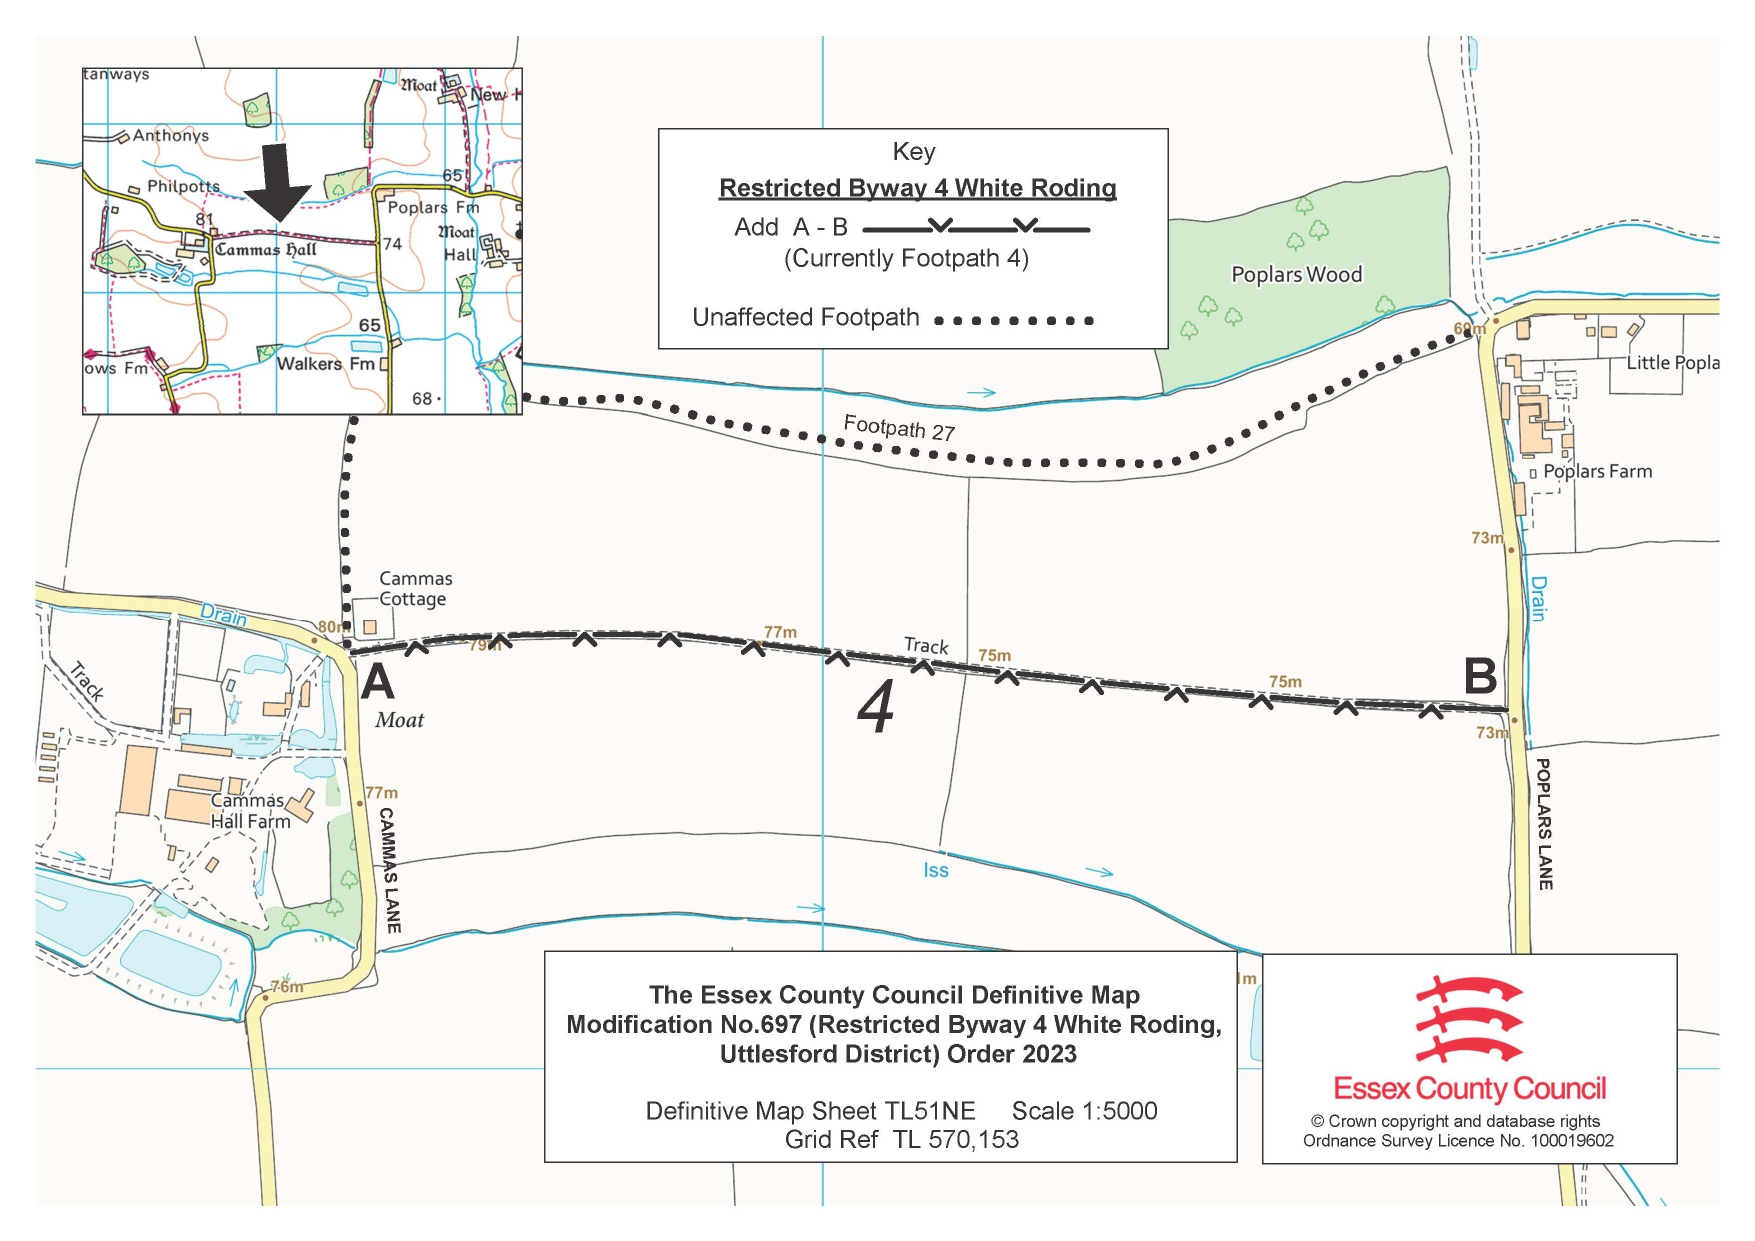 tanways
Anthonys
Philpotts
81
Cammas Hall
Moat
New H
65
Poplars Fm
Moat
Hall
74
65
Walkers Fm
ows Fm
68
Key
Restricted Byway 4 White Roding
Add A - B
(Currently Footpath 4)
Unaffected Footpath
Poplars Wood
69m
Little Popla
Footpath 27
Poplars Farm
73m
Drain
Cammas
Cottage
Drain
80m
79m
77m
Track
75m
75m
A
B
4
Moat
Track
73m
Cammas
Hall Farm
77m
CAMMAS LANE
POPLARS LANE
Iss
76m
1m
The Essex County Council Definitive Map
Modification No.697 (Restricted Byway 4 White Roding,
Uttlesford District) Order 2023
Definitive Map Sheet TL51NE Scale 1:5000
Grid Ref TL 570,153
Essex County Council
© Crown copyright and database rights
Ordnance Survey Licence No. 100019602